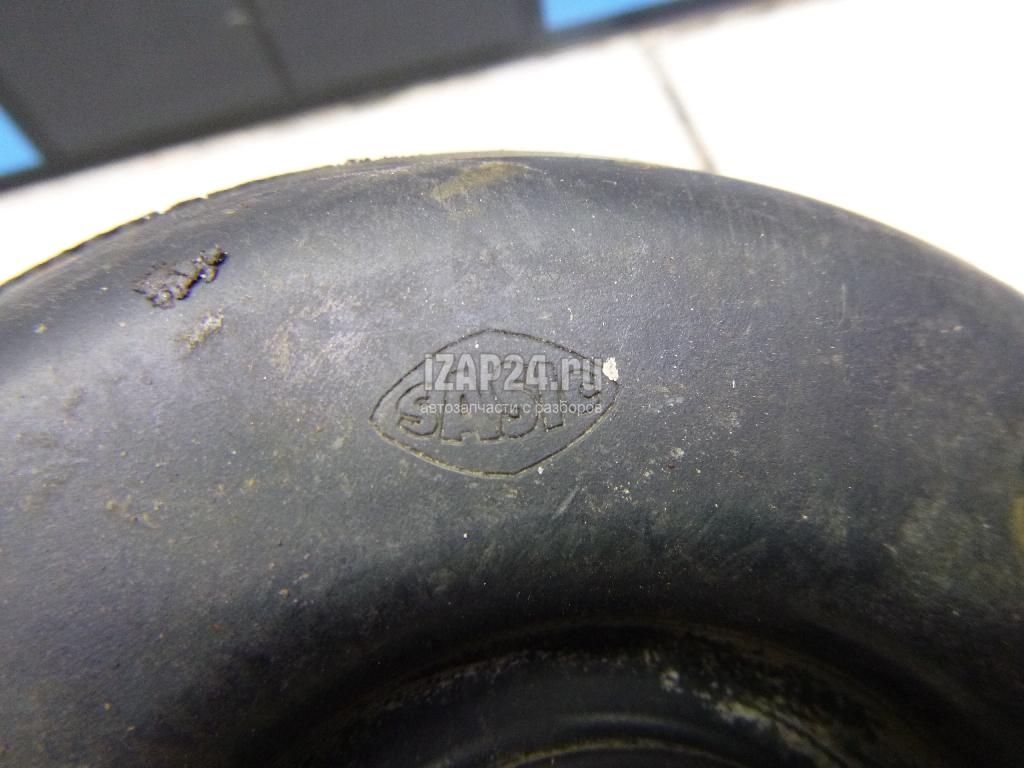 iZAP24.ru
автозапчасти с разборов
SASIC